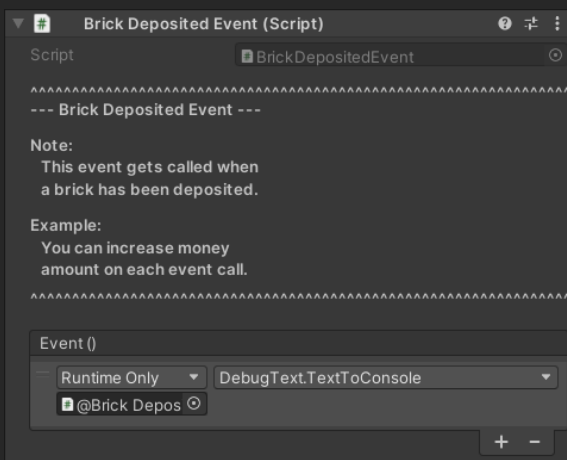 Brick Deposited Event (Script)
Script
BrickDepositedEvent
^^^^^^^^^^^^^^^^^^^^^^^^^^^^^^^^^^^^^^^^^^^^^^^^^^^^^^^^^^^^^^^^^
--- Brick Deposited Event ---
Note:
This event gets called when
a brick has been deposited.
Example:
You can increase money
amount on each event call.
^^^^^^^^^^^^^^^^^^^^^^^^^^^^^^^^^^^^^^^^^^^^^^^^^^^^^^^^^^^^^^^^^
Event ()
Runtime Only
DebugText.TextToConsole
@Brick Depos
+ −